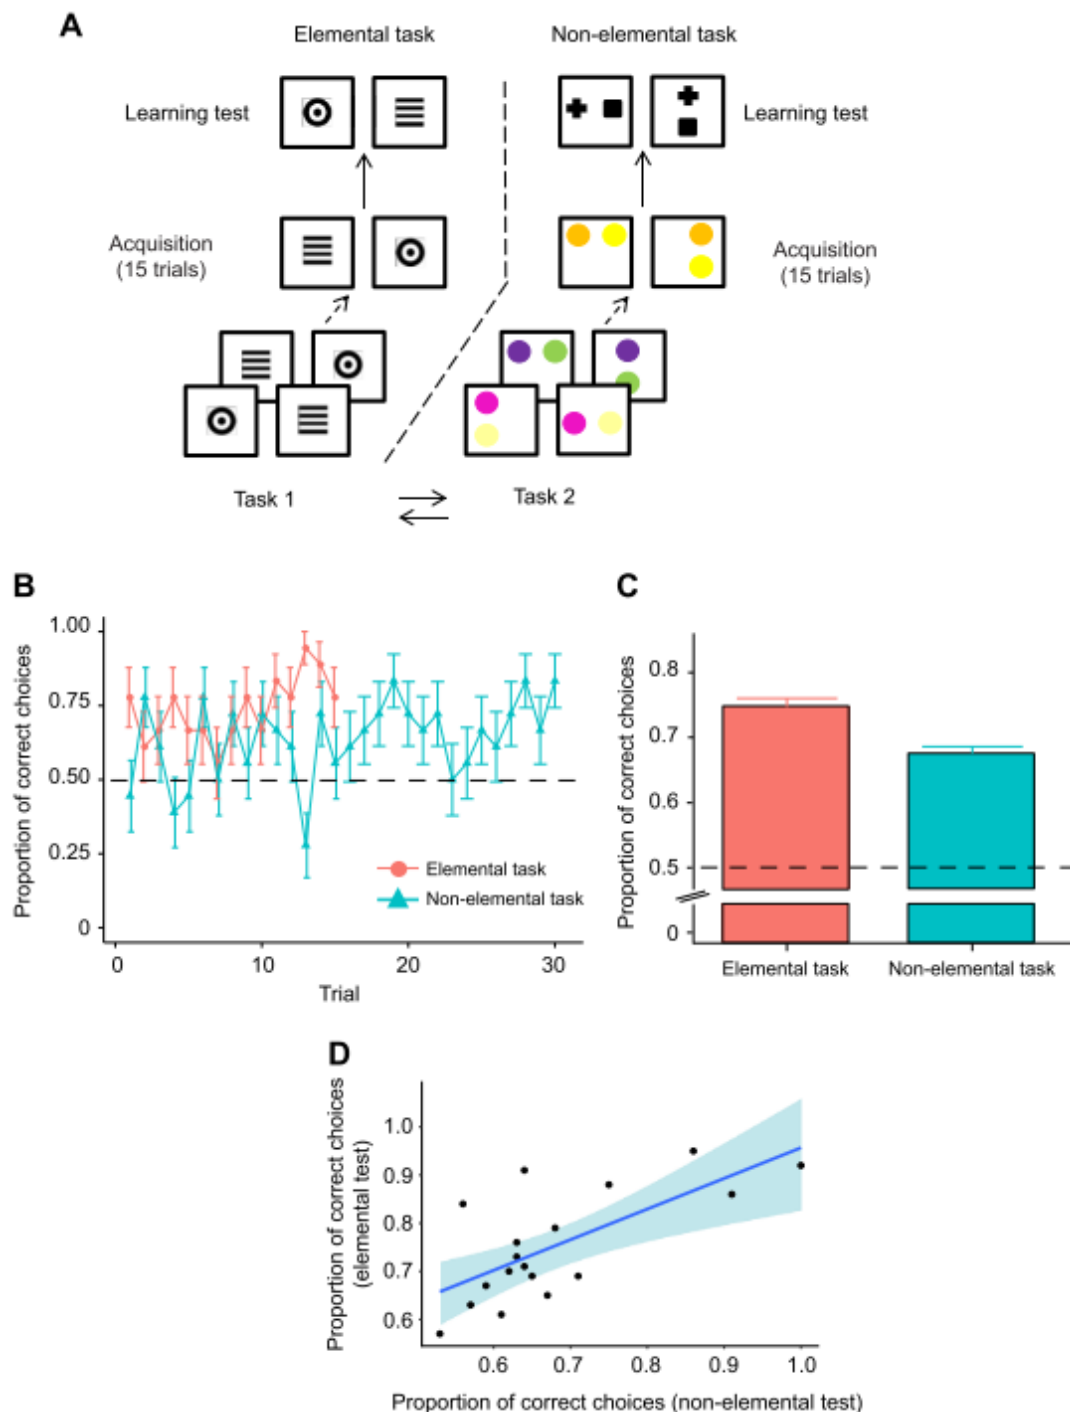 A
Elemental task
Non-elemental task
Learning test
Learning test
Acquisition
(15 trials)
Acquisition
(15 trials)
Task 1
Task 2
B
Proportion of correct choices
1.00
0.75
0.50
0.25
0
Elemental task
Non-elemental task
0
10
20
30
Trial
C
Proportion of correct choices
0.8
0.7
0.6
0.5
0
Elemental task
Non-elemental task
D
Proportion of correct choices
(elemental test)
1.0
0.9
0.8
0.7
0.6
0.6
0.7
0.8
0.9
1.0
Proportion of correct choices (non-elemental test)